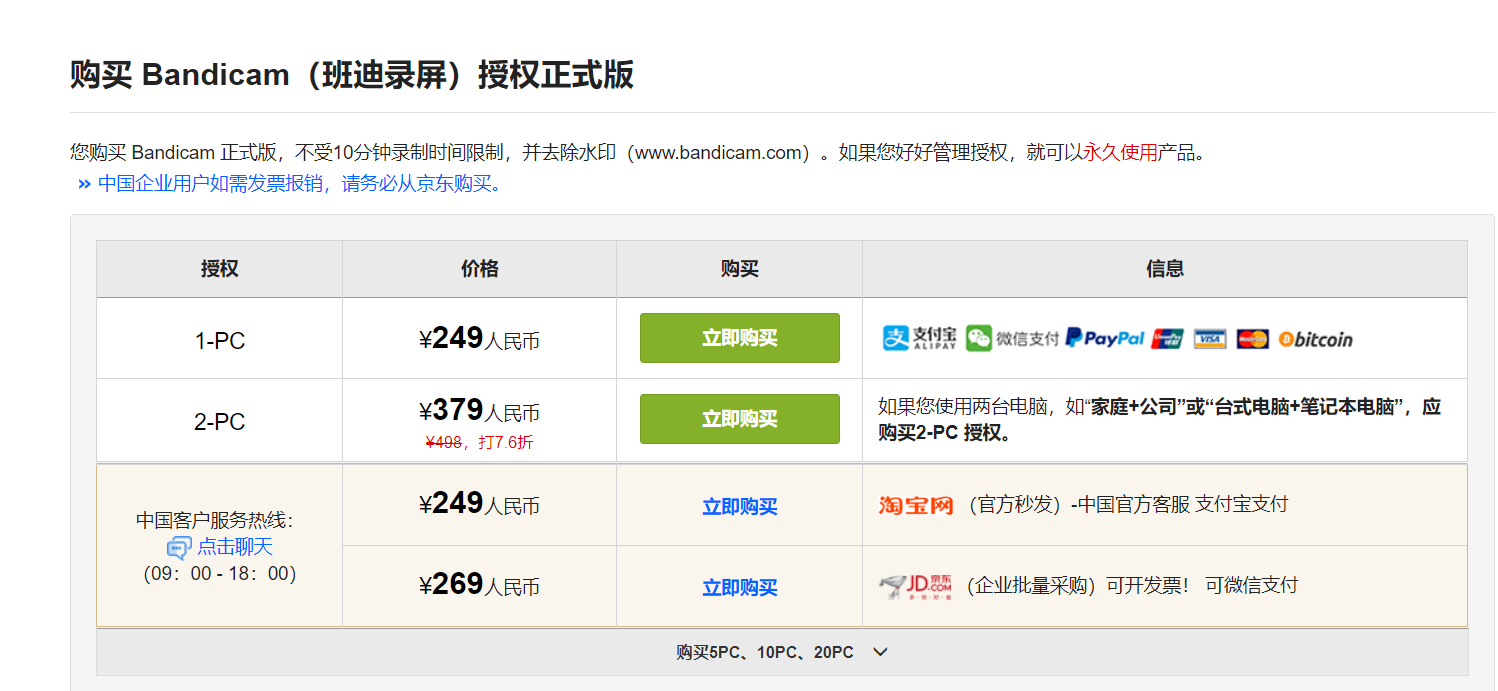 购买 Bandicam（班迪录屏）授权正式版
您购买 Bandicam 正式版，不受10分钟录制时间限制，并去除水印（www.bandicam.com）。如果您好好管理授权，就可以永久使用产品。
» 中国企业用户如需发票报销，请务必从京东购买。
授权 价格 购买 信息
1-PC ¥249人民币 立即购买 支付宝 ALIPAY 微信支付 PayPal VISA MasterCard bitcoin
2-PC ¥379人民币 立即购买 如果您使用两台电脑，如“家庭+公司”或“台式电脑+笔记本电脑”，应
¥498，打7.6折 购买2-PC 授权。
¥249人民币 立即购买 淘宝网 （官方秒发）-中国官方客服 支付宝支付
中国客户服务热线：
点击聊天
（09：00 - 18：00）
¥269人民币 立即购买 JD.COM 京东 （企业批量采购）可开发票！ 可微信支付
购买5PC、10PC、20PC